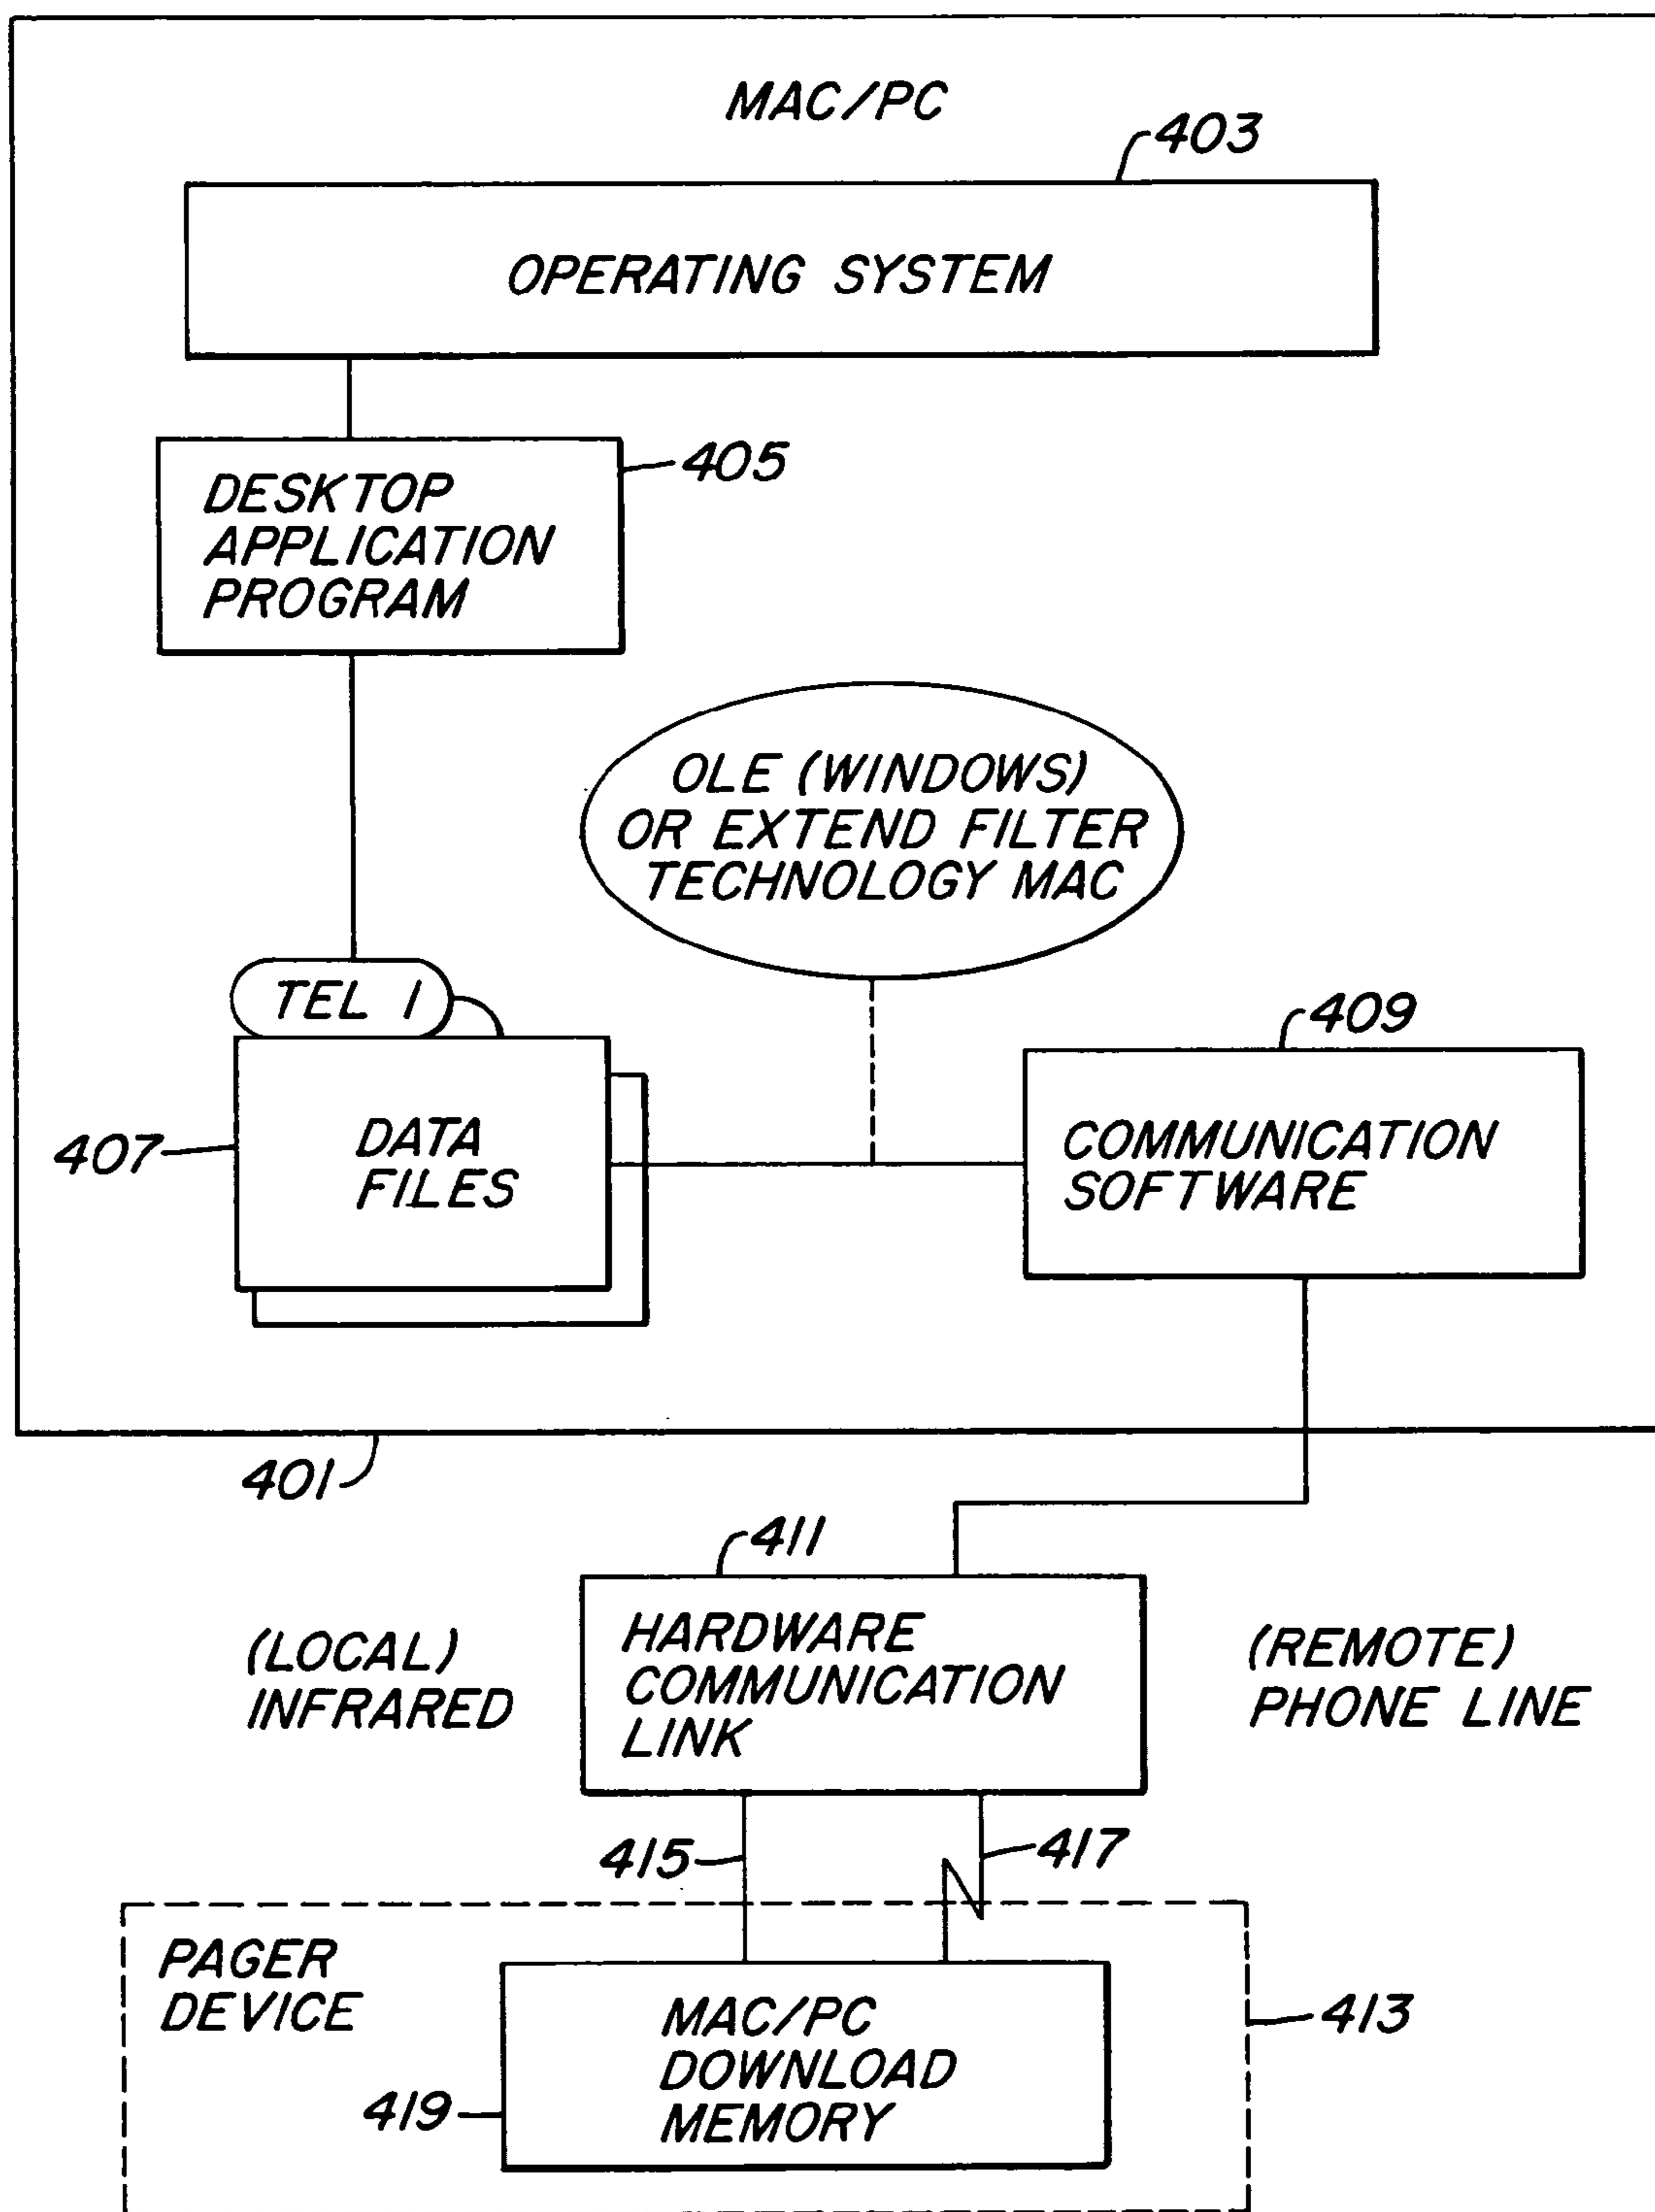 MAC/PC
403
OPERATING SYSTEM
405
DESKTOP
APPLICATION
PROGRAM
OLE (WINDOWS)
OR EXTEND FILTER
TECHNOLOGY MAC
TEL 1
409
407
DATA
FILES
COMMUNICATION
SOFTWARE
401
411
(LOCAL)
INFRARED
HARDWARE
COMMUNICATION
LINK
(REMOTE)
PHONE LINE
415
417
PAGER
DEVICE
413
MAC/PC
DOWNLOAD
MEMORY
419